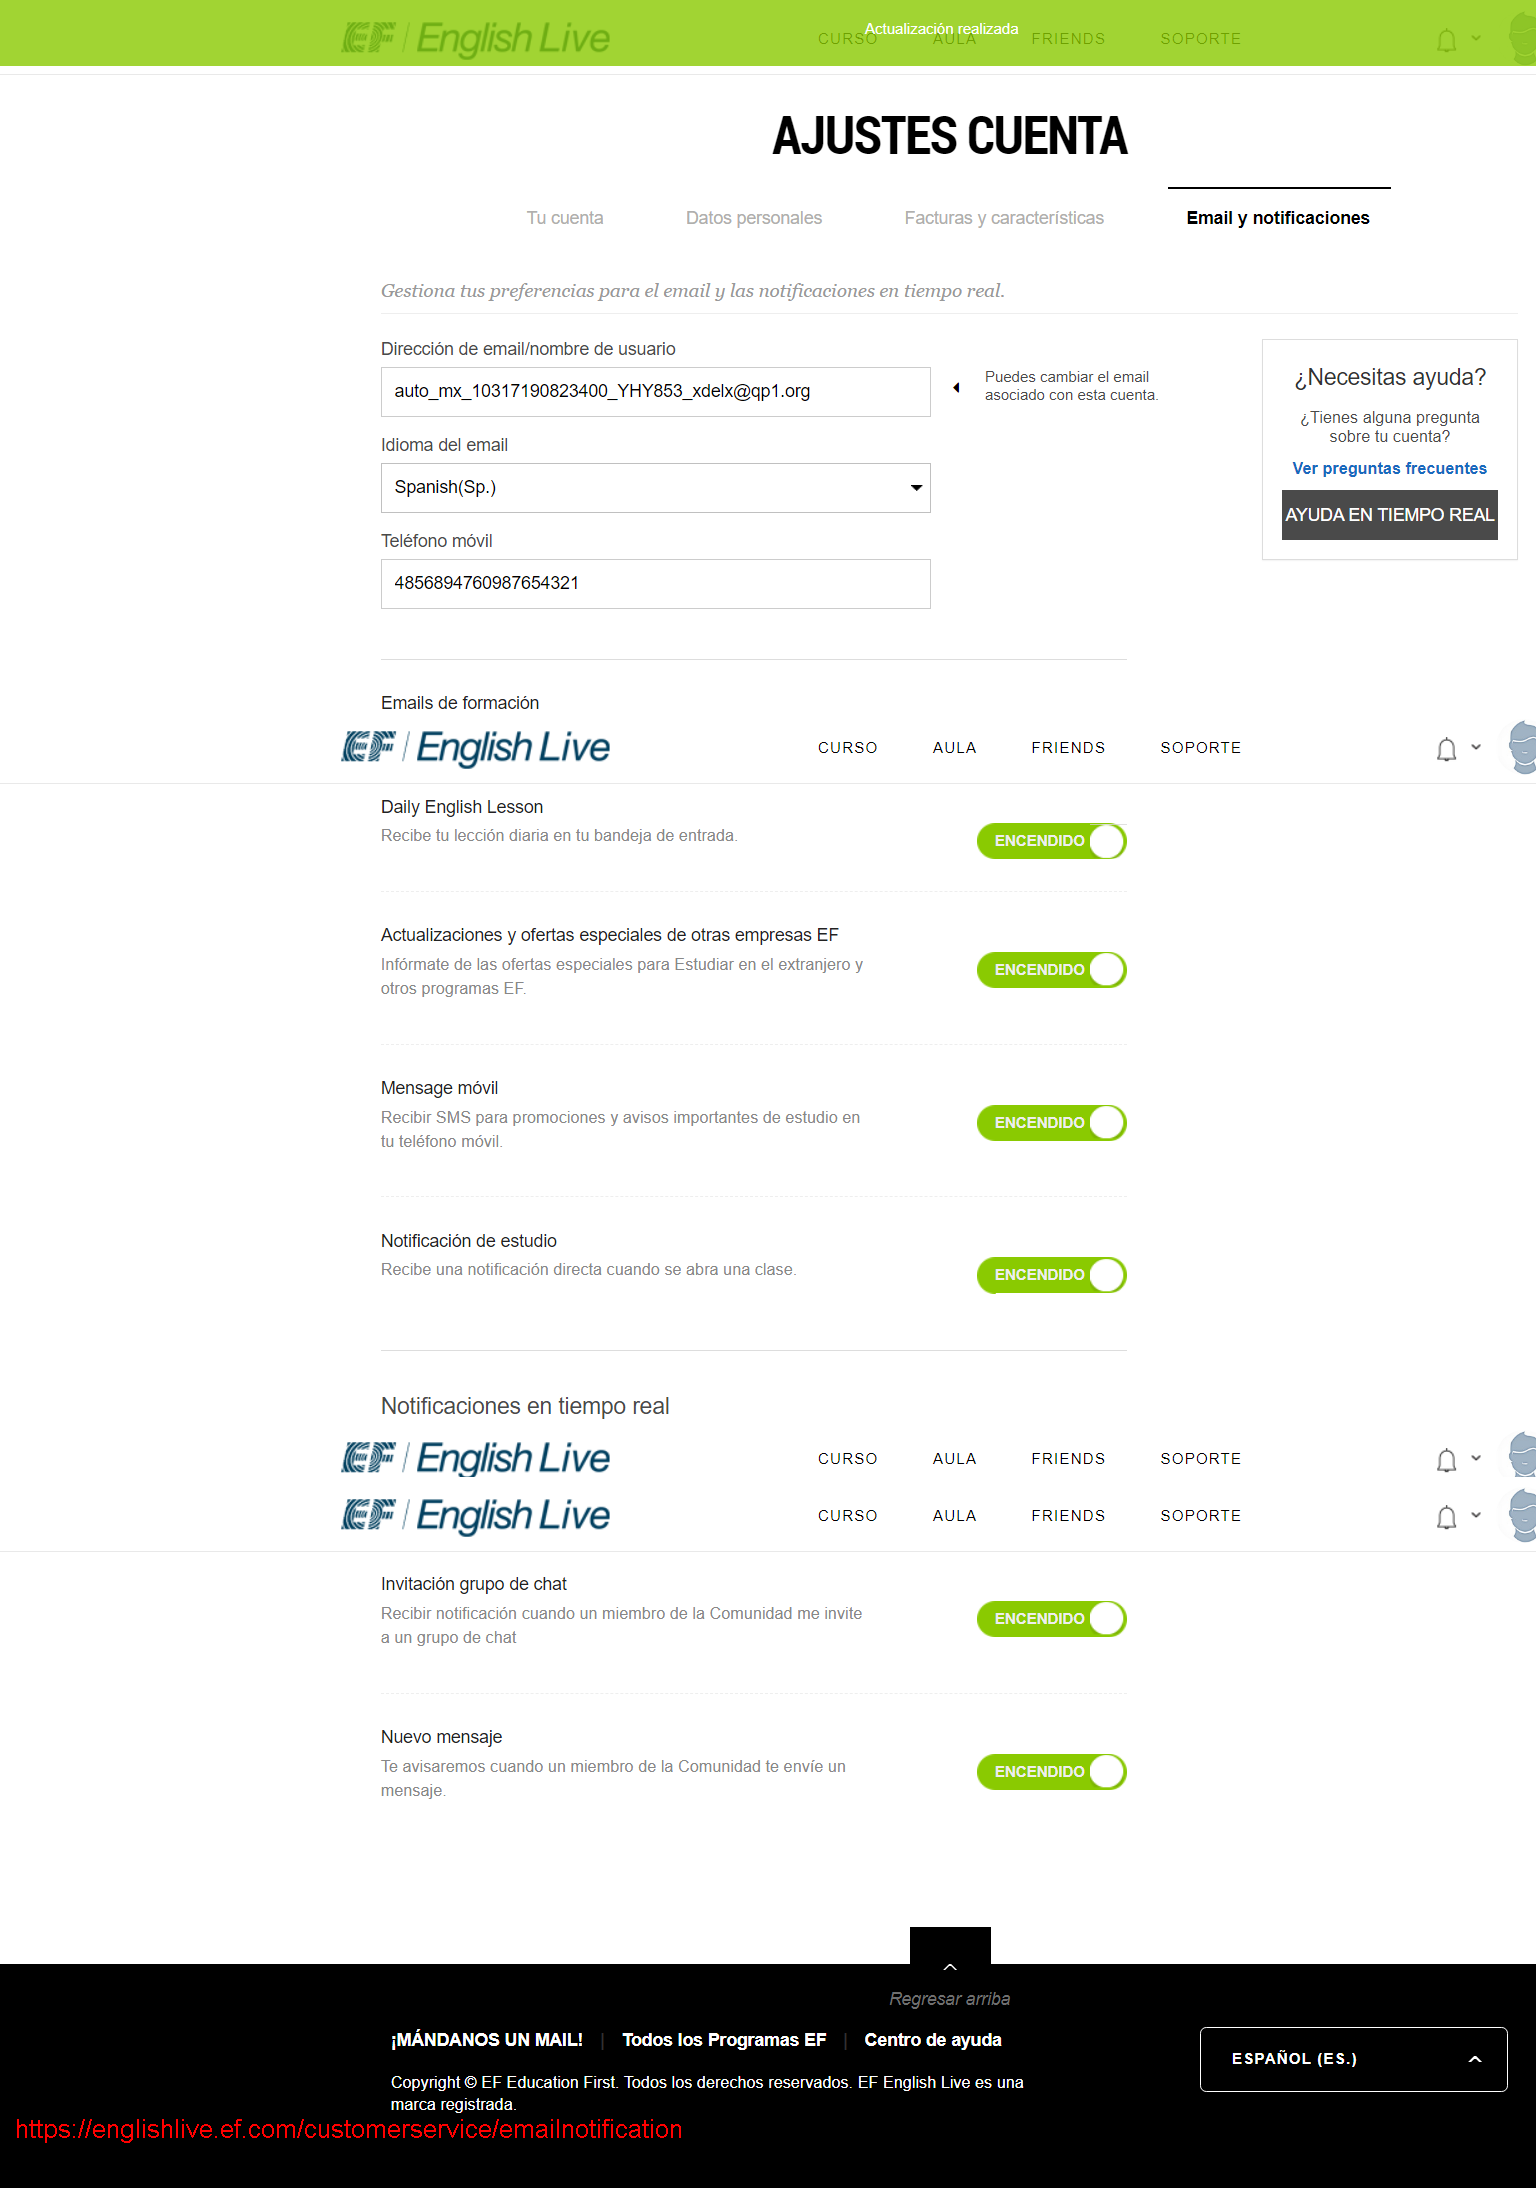 EF English Live
CURSO AULA FRIENDS SOPORTE
Actualización realizada
AJUSTES CUENTA
Tu cuenta Datos personales Facturas y características Email y notificaciones
Gestiona tus preferencias para el email y las notificaciones en tiempo real.
Dirección de email/nombre de usuario
auto_mx_10317190823400_YHY853_xdelx@qp1.org
Puedes cambiar el email
asociado con esta cuenta.
¿Necesitas ayuda?
¿Tienes alguna pregunta
sobre tu cuenta?
Ver preguntas frecuentes
AYUDA EN TIEMPO REAL
Idioma del email
Spanish(Sp.)
Teléfono móvil
4856894760987654321
Emails de formación
EF English Live CURSO AULA FRIENDS SOPORTE
Daily English Lesson
Recibe tu lección diaria en tu bandeja de entrada.
ENCENDIDO
Actualizaciones y ofertas especiales de otras empresas EF
Infórmate de las ofertas especiales para Estudiar en el extranjero y
otros programas EF.
ENCENDIDO
Mensage móvil
Recibir SMS para promociones y avisos importantes de estudio en
tu teléfono móvil.
ENCENDIDO
Notificación de estudio
Recibe una notificación directa cuando se abra una clase.
ENCENDIDO
Notificaciones en tiempo real
EF English Live CURSO AULA FRIENDS SOPORTE
EF English Live CURSO AULA FRIENDS SOPORTE
Invitación grupo de chat
Recibir notificación cuando un miembro de la Comunidad me invite
a un grupo de chat
ENCENDIDO
Nuevo mensaje
Te avisaremos cuando un miembro de la Comunidad te envíe un
mensaje.
ENCENDIDO
Regresar arriba
¡MÁNDANOS UN MAIL! | Todos los Programas EF | Centro de ayuda
ESPAÑOL (ES.)
Copyright © EF Education First. Todos los derechos reservados. EF English Live es una
marca registrada.
https://englishlive.ef.com/customerservice/emailnotification